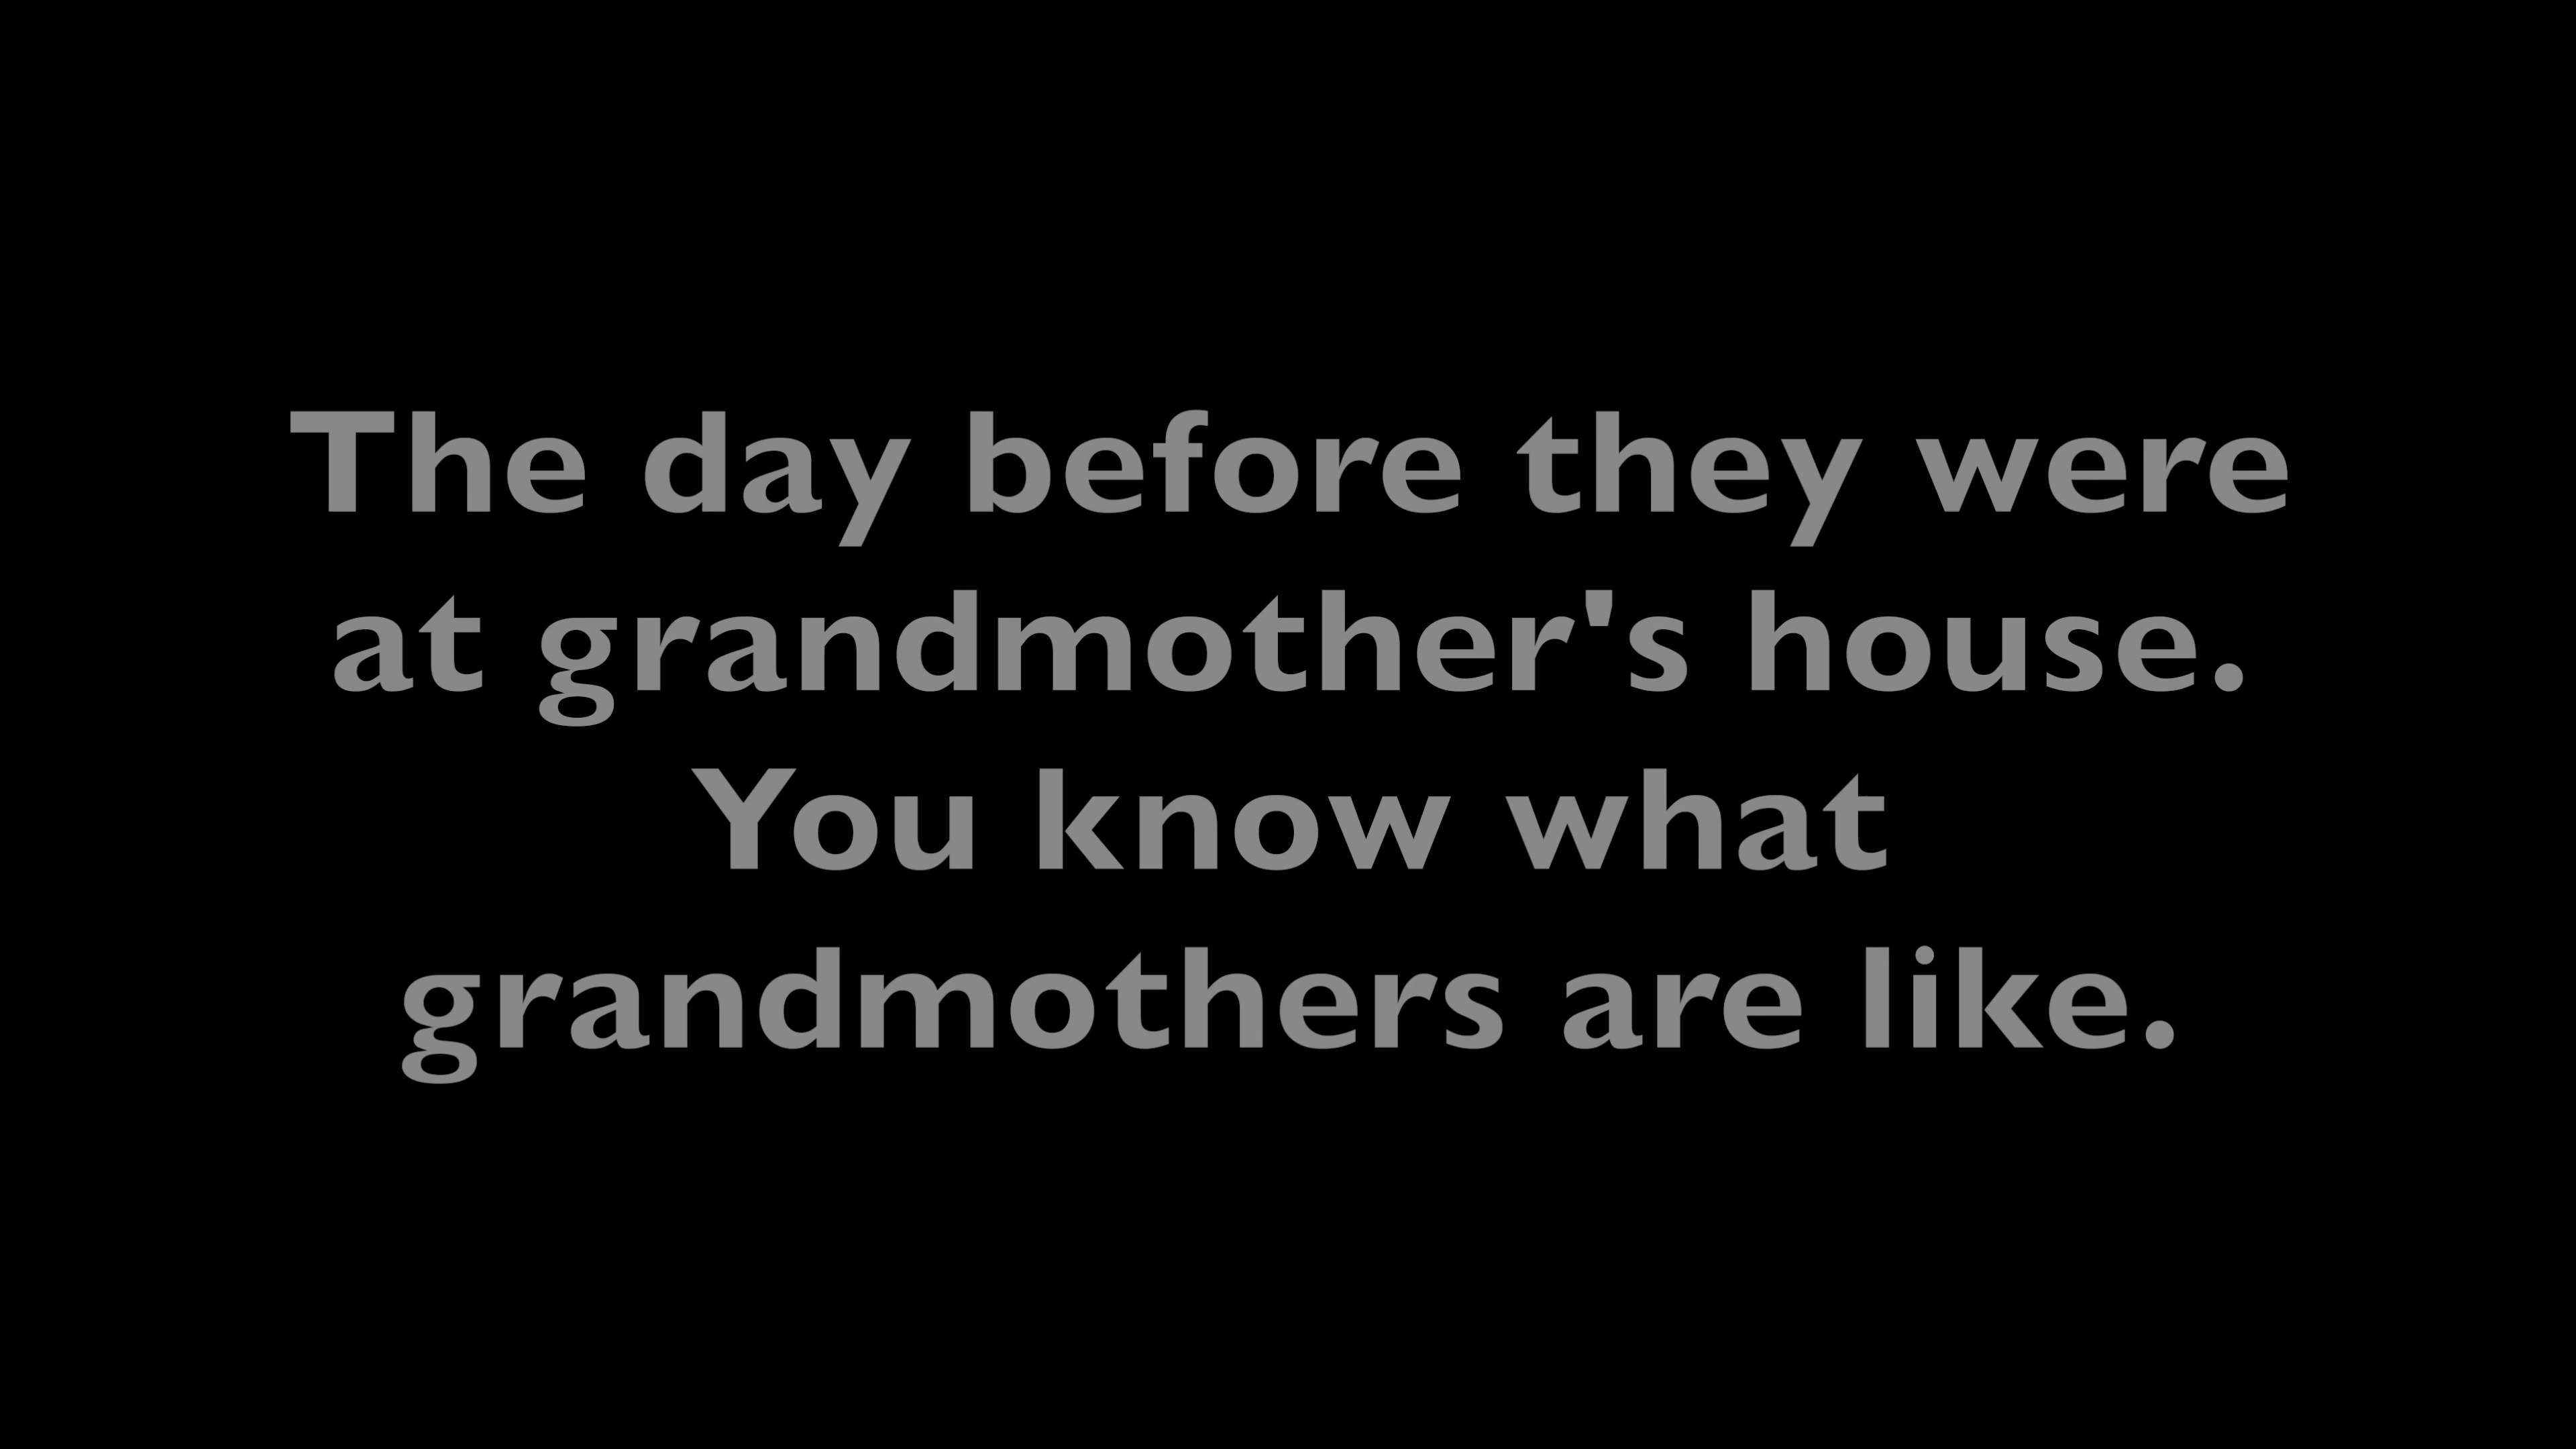 The day before they were
at grandmother's house.
You know what
grandmothers are like.